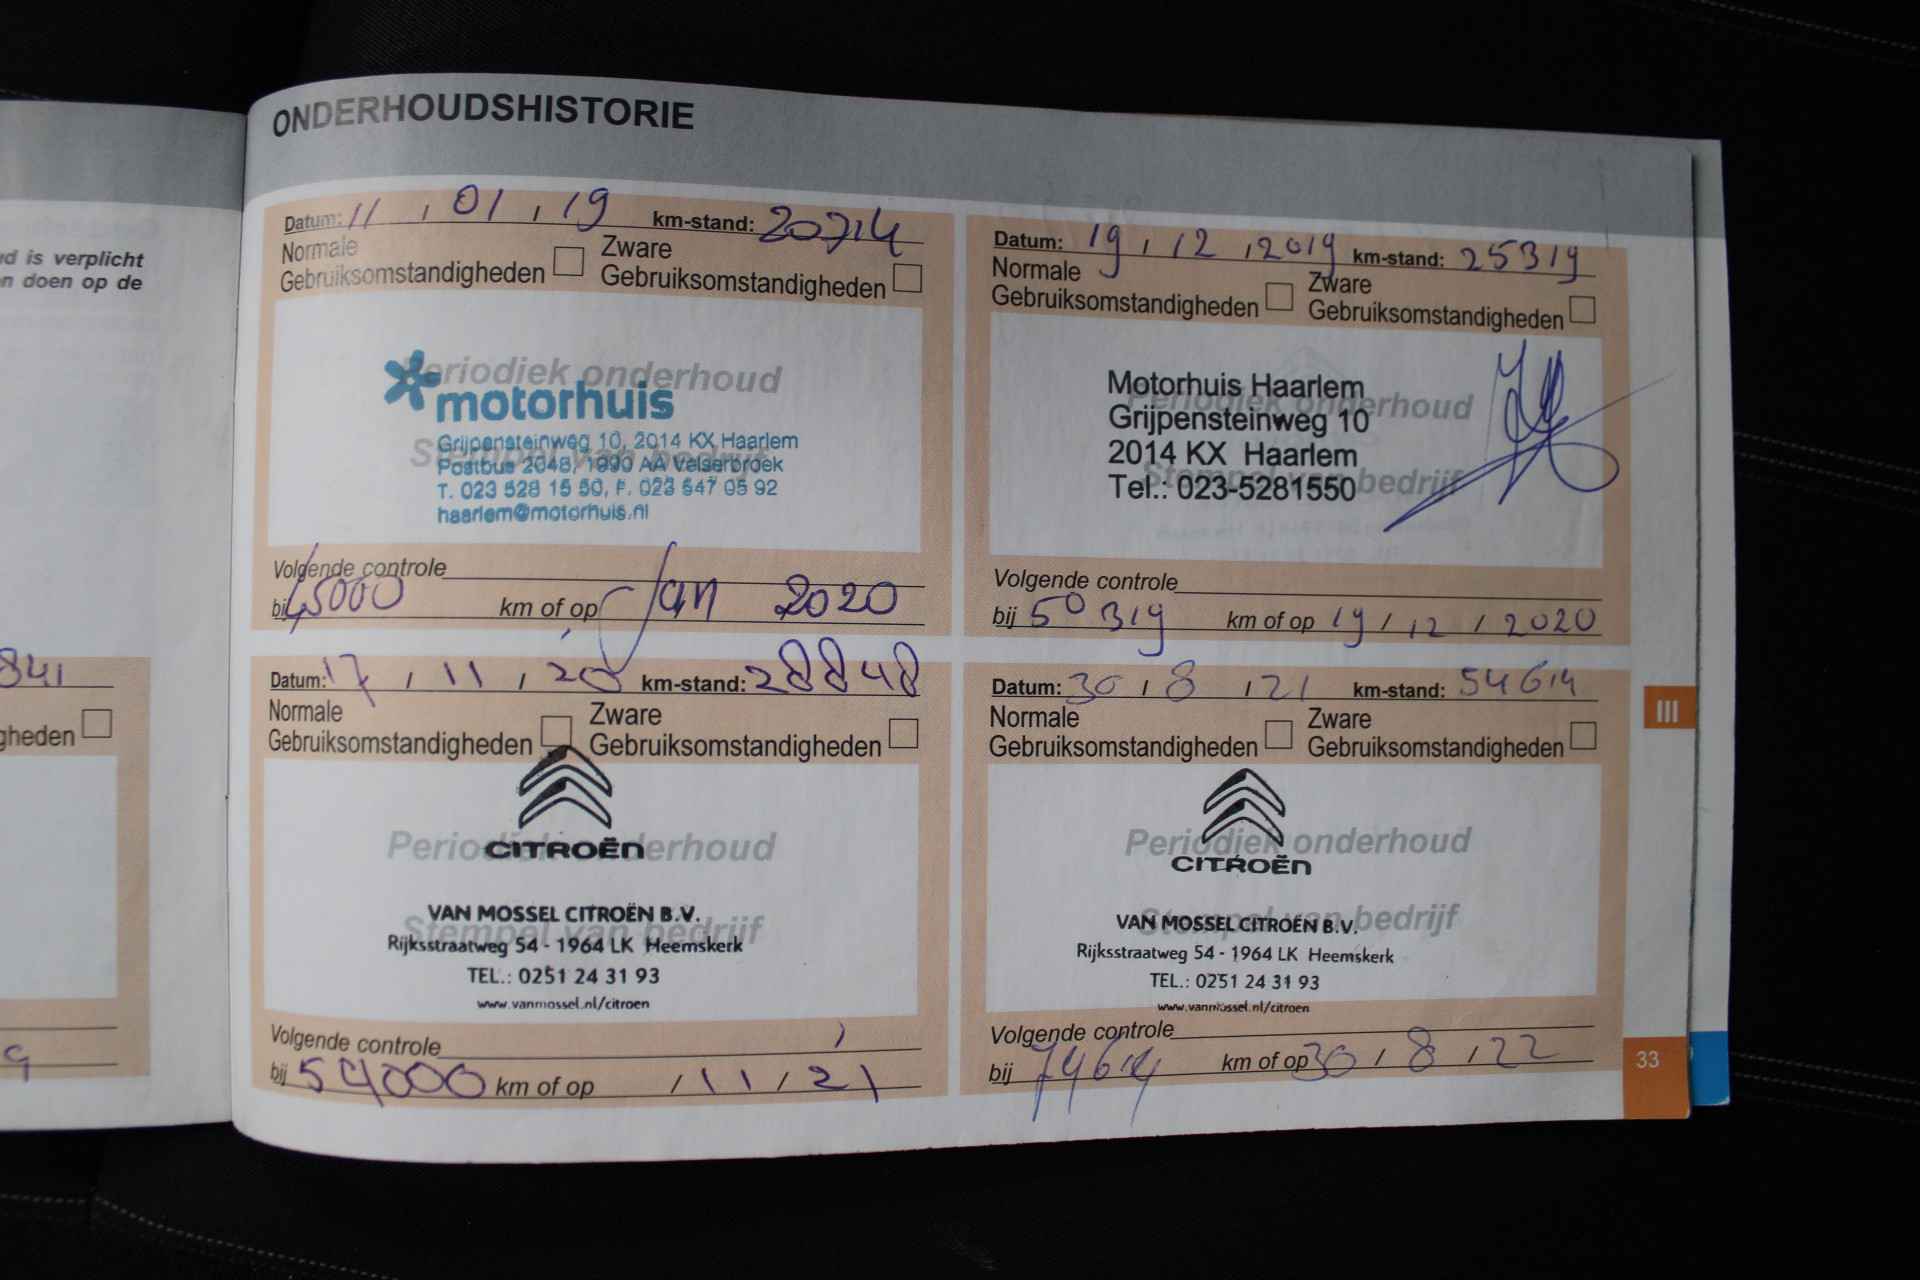 ud is verplicht
n doen op de
841
gheden
9
ONDERHOUDSHISTORIE
Datum: 11 / 01 / 19 km-stand: 20714
Normale Zware
Gebruiksomstandigheden Gebruiksomstandigheden
Periodiek onderhoud
motorhuis
Stempel van bedrijf
Grijpensteinweg 10, 2014 KX Haarlem
Postbus 2048, 1990 AA Velserbroek
T. 023 528 15 50, F. 023 547 05 92
haarlem@motorhuis.nl
Volgende controle
bij 45000 km of op Jan 2020
Datum: 19 / 12 / 2019 km-stand: 25319
Normale Zware
Gebruiksomstandigheden Gebruiksomstandigheden
Periodiek onderhoud
Stempel van bedrijf
Motorhuis Haarlem
Grijpensteinweg 10
2014 KX Haarlem
Tel.: 023-5281550
Volgende controle
bij 50319 km of op 19 / 12 / 2020
Datum: 17 / 11 / 20 km-stand: 28848
Normale Zware
Gebruiksomstandigheden Gebruiksomstandigheden
Periodiek onderhoud
CITROËN
Stempel van bedrijf
VAN MOSSEL CITROËN B.V.
Rijksstraatweg 54 - 1964 LK Heemskerk
TEL.: 0251 24 31 93
www.vanmossel.nl/citroen
Volgende controle
bij 54000 km of op / 11 / 21
Datum: 30 / 8 / 21 km-stand: 54614
Normale Zware
Gebruiksomstandigheden Gebruiksomstandigheden
Periodiek onderhoud
CITROËN
Stempel van bedrijf
VAN MOSSEL CITROËN B.V.
Rijksstraatweg 54 - 1964 LK Heemskerk
TEL.: 0251 24 31 93
www.vanmossel.nl/citroen
Volgende controle
bij 74614 km of op 30 / 8 / 22
III
33